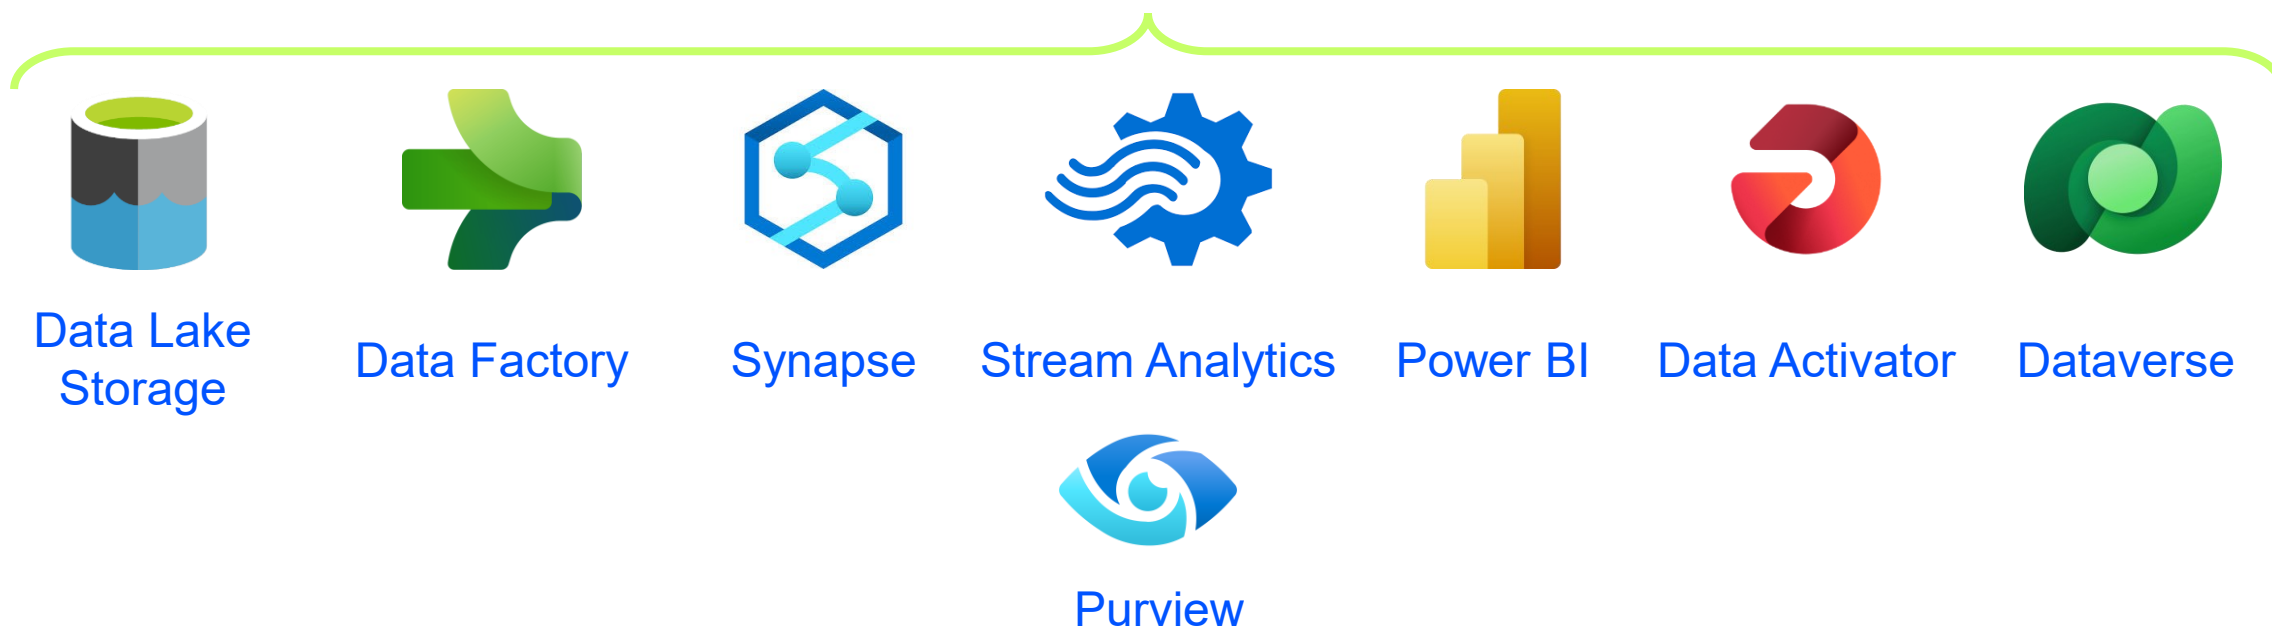 Data Lake
Storage
Data Factory
Synapse
Stream Analytics
Power BI
Data Activator
Dataverse
Purview